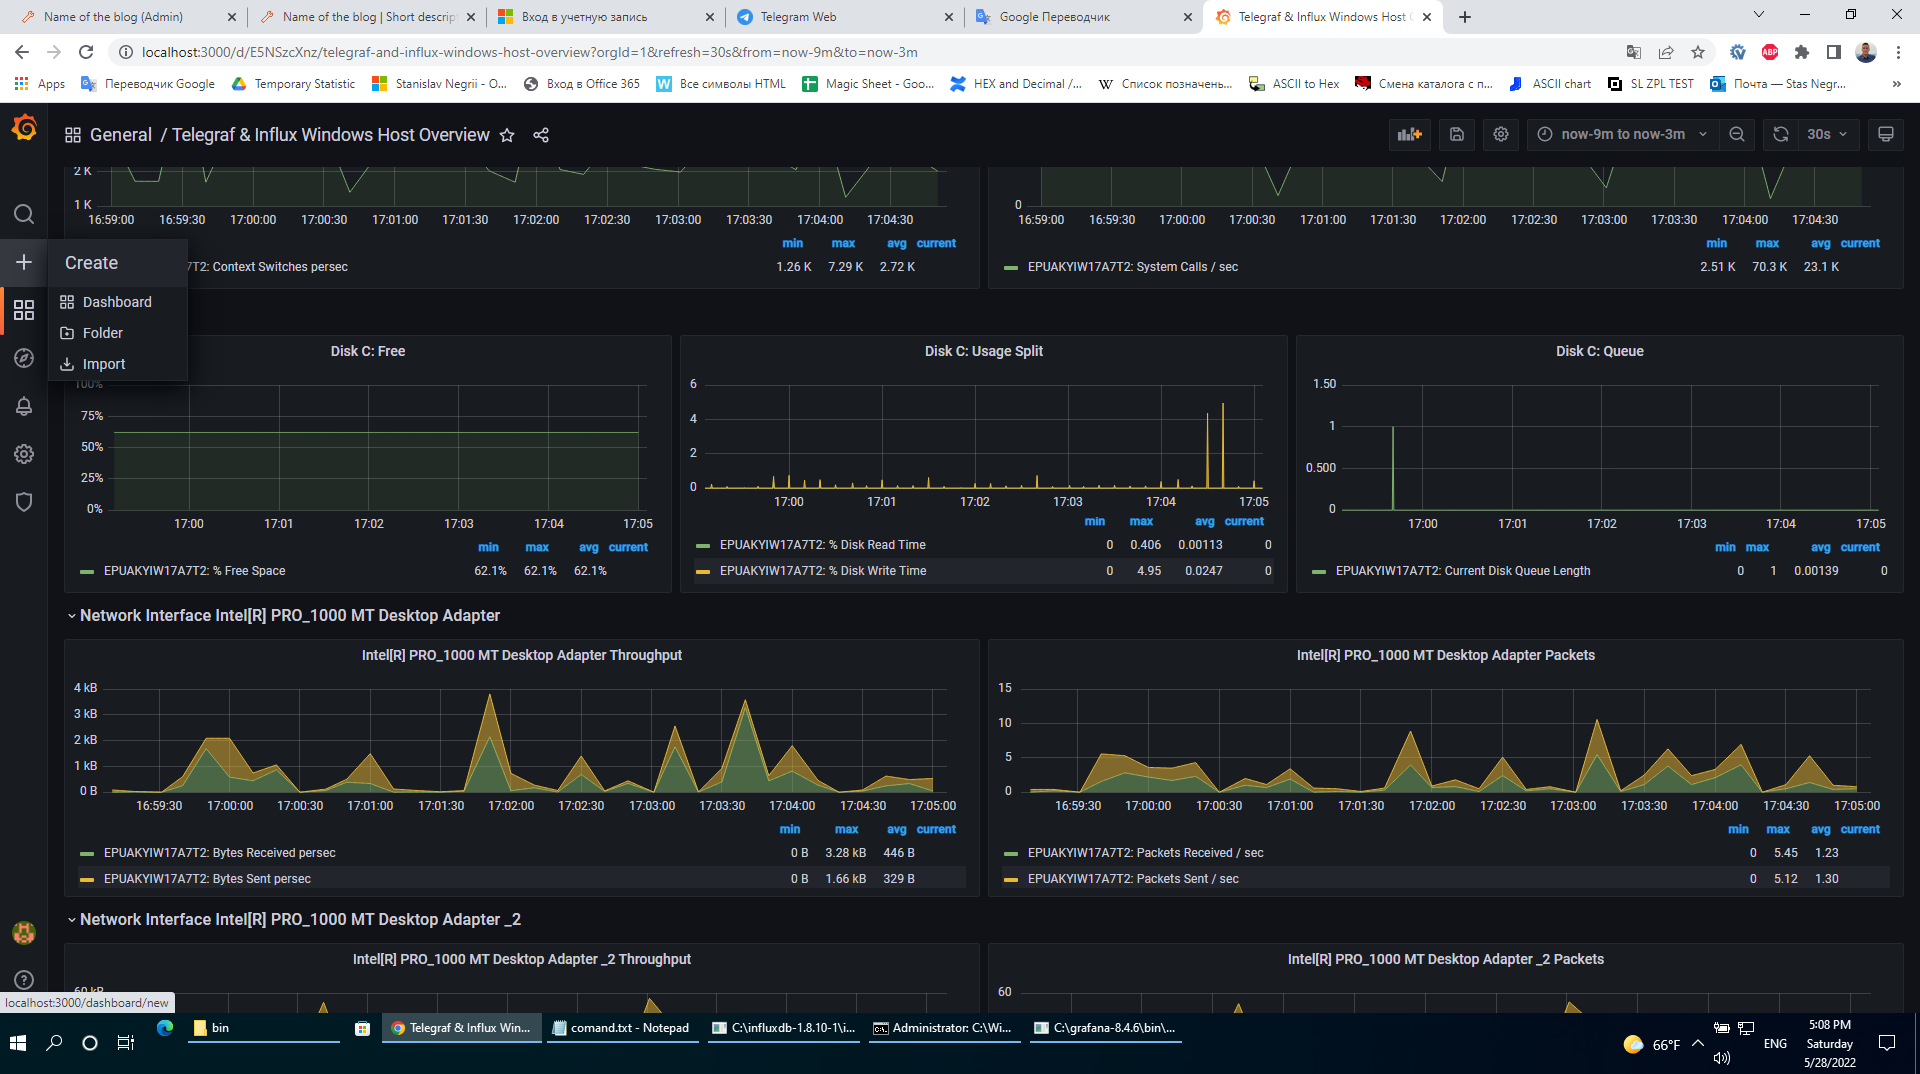 Name of the blog (Admin)
Name of the blog | Short descrip
Вход в учетную запись
Telegram Web
Google Переводчик
Telegraf & Influx Windows Host O
localhost:3000/d/E5NSzcXnz/telegraf-and-influx-windows-host-overview?orgId=1&refresh=30s&from=now-9m&to=now-3m
ABP
Apps
Переводчик Google
Temporary Statistic
Stanislav Negrii - O...
Вход в Office 365
Все символы HTML
Magic Sheet - Goo...
HEX and Decimal /...
Список позначень...
ASCII to Hex
Смена каталога с п...
ASCII chart
SL ZPL TEST
Почта — Stas Negr...
»
General / Telegraf & Influx Windows Host Overview
now-9m to now-3m
30s
2 K
1 K
16:59:00 16:59:30 17:00:00 17:00:30 17:01:00 17:01:30 17:02:00 17:02:30 17:03:00 17:03:30 17:04:00 17:04:30
min max avg current
7T2: Context Switches persec 1.26 K 7.29 K 2.72 K
0
16:59:00 16:59:30 17:00:00 17:00:30 17:01:00 17:01:30 17:02:00 17:02:30 17:03:00 17:03:30 17:04:00 17:04:30
min max avg current
EPUAKYIW17A7T2: System Calls / sec 2.51 K 70.3 K 23.1 K
Create
Dashboard
Folder
Import
Disk C: Free
100%
75%
50%
25%
0%
17:00 17:01 17:02 17:03 17:04 17:05
min max avg current
EPUAKYIW17A7T2: % Free Space 62.1% 62.1% 62.1%
Disk C: Usage Split
6
4
2
0
17:00 17:01 17:02 17:03 17:04 17:05
min max avg current
EPUAKYIW17A7T2: % Disk Read Time 0 0.406 0.00113 0
EPUAKYIW17A7T2: % Disk Write Time 0 4.95 0.0247 0
Disk C: Queue
1.50
1
0.500
0
17:00 17:01 17:02 17:03 17:04 17:05
min max avg current
EPUAKYIW17A7T2: Current Disk Queue Length 0 1 0.00139 0
Network Interface Intel[R] PRO_1000 MT Desktop Adapter
Intel[R] PRO_1000 MT Desktop Adapter Throughput
4 kB
3 kB
2 kB
1 kB
0 B
16:59:30 17:00:00 17:00:30 17:01:00 17:01:30 17:02:00 17:02:30 17:03:00 17:03:30 17:04:00 17:04:30 17:05:00
min max avg current
EPUAKYIW17A7T2: Bytes Received persec 0 B 3.28 kB 446 B
EPUAKYIW17A7T2: Bytes Sent persec 0 B 1.66 kB 329 B
Intel[R] PRO_1000 MT Desktop Adapter Packets
15
10
5
0
16:59:30 17:00:00 17:00:30 17:01:00 17:01:30 17:02:00 17:02:30 17:03:00 17:03:30 17:04:00 17:04:30 17:05:00
min max avg current
EPUAKYIW17A7T2: Packets Received / sec 0 5.45 1.23
EPUAKYIW17A7T2: Packets Sent / sec 0 5.12 1.30
Network Interface Intel[R] PRO_1000 MT Desktop Adapter _2
Intel[R] PRO_1000 MT Desktop Adapter _2 Throughput
60 kB
Intel[R] PRO_1000 MT Desktop Adapter _2 Packets
60
localhost:3000/dashboard/new
bin
Telegraf & Influx Win...
comand.txt - Notepad
C:\influxdb-1.8.10-1\i...
Administrator: C:\Wi...
C:\grafana-8.4.6\bin\...
66°F
ENG
5:08 PM
Saturday
5/28/2022